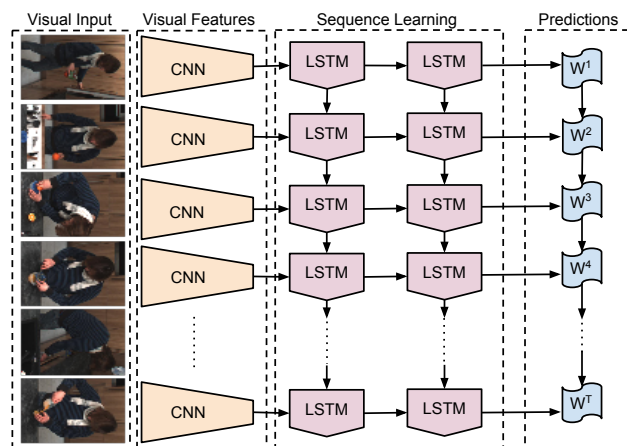 Visual Input Visual Features Sequence Learning Predictions
CNN LSTM LSTM W¹
CNN LSTM LSTM W²
CNN LSTM LSTM W³
CNN LSTM LSTM W⁴
CNN LSTM LSTM Wᵀ